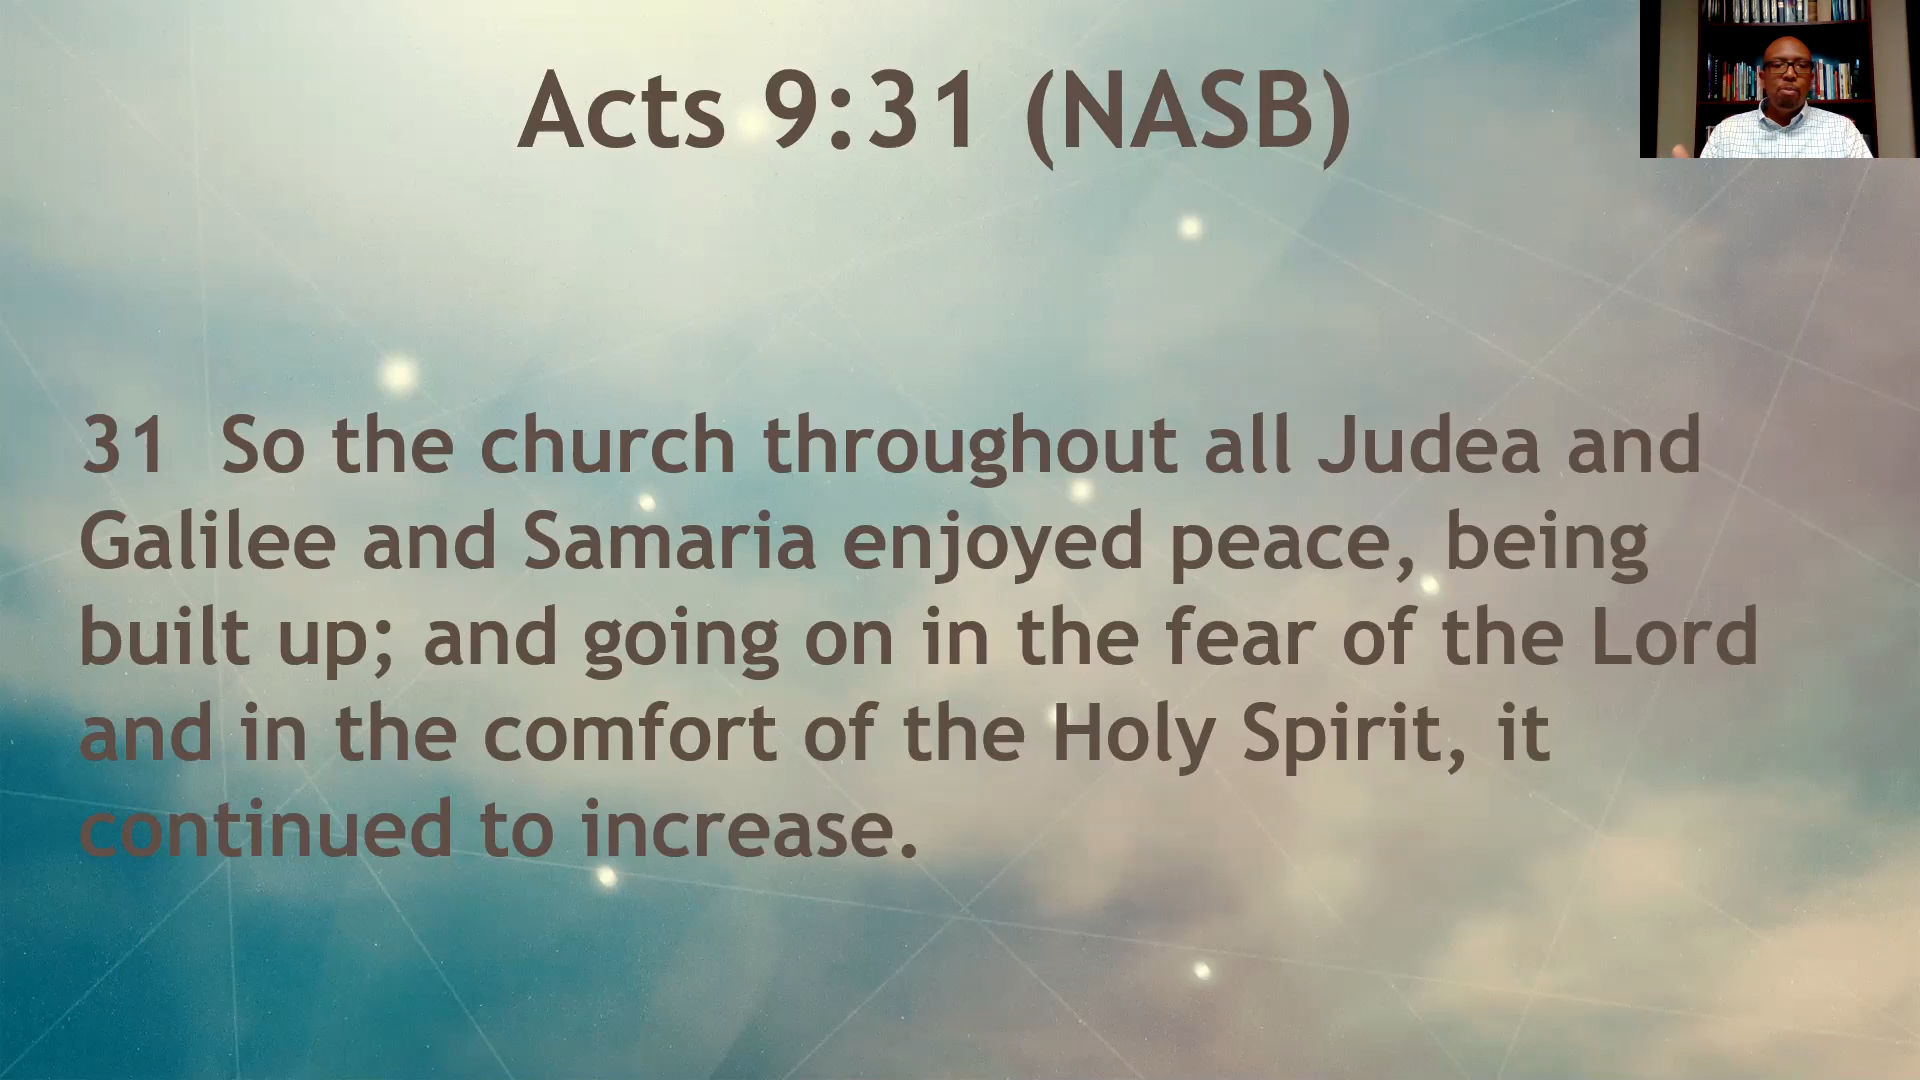 Acts 9:31 (NASB)
31 So the church throughout all Judea and
Galilee and Samaria enjoyed peace, being
built up; and going on in the fear of the Lord
and in the comfort of the Holy Spirit, it
continued to increase.